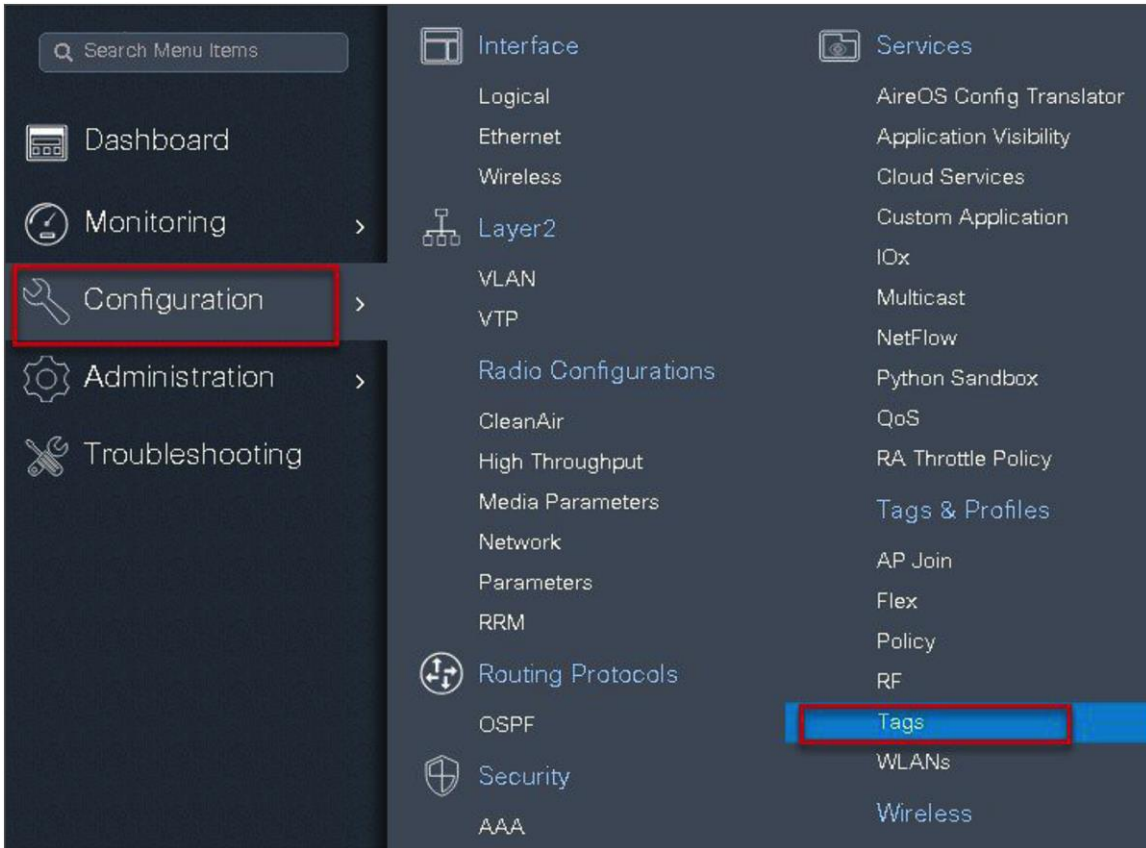 Search Menu Items
Dashboard
Monitoring
Configuration
Administration
Troubleshooting
Interface
Logical
Ethernet
Wireless
Layer2
VLAN
VTP
Radio Configurations
CleanAir
High Throughput
Media Parameters
Network
Parameters
RRM
Routing Protocols
OSPF
Security
AAA
Services
AireOS Config Translator
Application Visibility
Cloud Services
Custom Application
IOx
Multicast
NetFlow
Python Sandbox
QoS
RA Throttle Policy
Tags & Profiles
AP Join
Flex
Policy
RF
Tags
WLANs
Wireless